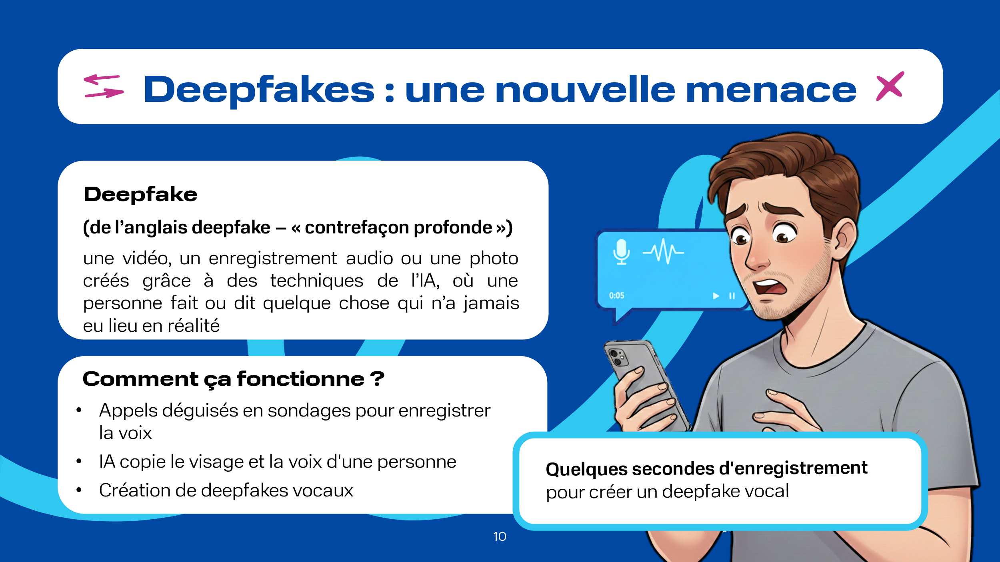 Deepfakes : une nouvelle menace
Deepfake
(de l’anglais deepfake – « contrefaçon profonde »)
une vidéo, un enregistrement audio ou une photo
créés grâce à des techniques de l’IA, où une
personne fait ou dit quelque chose qui n’a jamais
eu lieu en réalité
0:05
Comment ça fonctionne ?
• Appels déguisés en sondages pour enregistrer
la voix
• IA copie le visage et la voix d'une personne
• Création de deepfakes vocaux
Quelques secondes d'enregistrement
pour créer un deepfake vocal
10